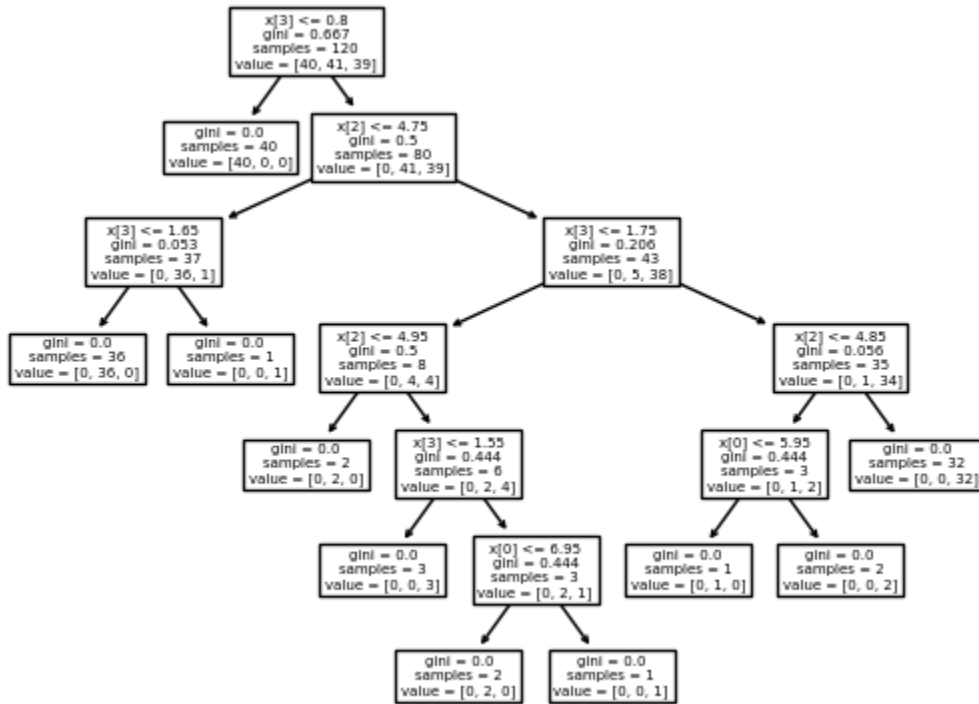 x[3] <= 0.8
gini = 0.667
samples = 120
value = [40, 41, 39]
gini = 0.0
samples = 40
value = [40, 0, 0]
x[2] <= 4.75
gini = 0.5
samples = 80
value = [0, 41, 39]
x[3] <= 1.65
gini = 0.053
samples = 37
value = [0, 36, 1]
x[3] <= 1.75
gini = 0.206
samples = 43
value = [0, 5, 38]
gini = 0.0
samples = 36
value = [0, 36, 0]
gini = 0.0
samples = 1
value = [0, 0, 1]
x[2] <= 4.95
gini = 0.5
samples = 8
value = [0, 4, 4]
x[2] <= 4.85
gini = 0.056
samples = 35
value = [0, 1, 34]
gini = 0.0
samples = 2
value = [0, 2, 0]
x[3] <= 1.55
gini = 0.444
samples = 6
value = [0, 2, 4]
x[0] <= 5.95
gini = 0.444
samples = 3
value = [0, 1, 2]
gini = 0.0
samples = 32
value = [0, 0, 32]
gini = 0.0
samples = 3
value = [0, 0, 3]
x[0] <= 6.95
gini = 0.444
samples = 3
value = [0, 2, 1]
gini = 0.0
samples = 1
value = [0, 1, 0]
gini = 0.0
samples = 2
value = [0, 0, 2]
gini = 0.0
samples = 2
value = [0, 2, 0]
gini = 0.0
samples = 1
value = [0, 0, 1]